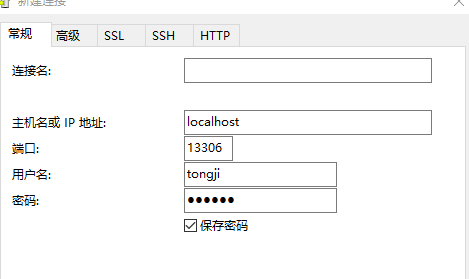 新建连接
常规 高级 SSL SSH HTTP
连接名:
主机名或 IP 地址: localhost
端口: 13306
用户名: tongji
密码: ●●●●●●
保存密码